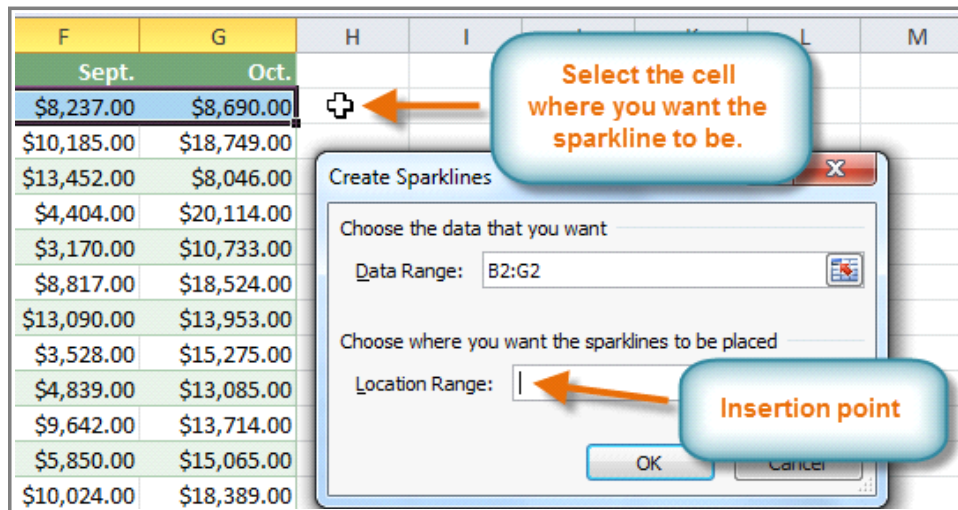 F G H I L M
Sept. Oct.
$8,237.00 $8,690.00
$10,185.00 $18,749.00
$13,452.00 $8,046.00
$4,404.00 $20,114.00
$3,170.00 $10,733.00
$8,817.00 $18,524.00
$13,090.00 $13,953.00
$3,528.00 $15,275.00
$4,839.00 $13,085.00
$9,642.00 $13,714.00
$5,850.00 $15,065.00
$10,024.00 $18,389.00
Select the cell
where you want the
sparkline to be.
Create Sparklines
Choose the data that you want
Data Range: B2:G2
Choose where you want the sparklines to be placed
Location Range:
Insertion point
OK Cancel